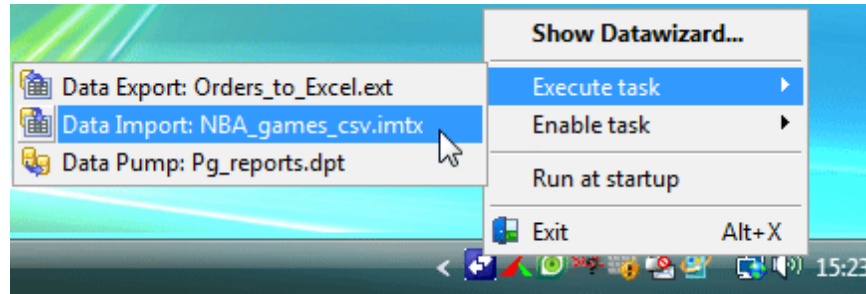 Show Datawizard...
Execute task
Enable task
Run at startup
Exit Alt+X
Data Export: Orders_to_Excel.ext
Data Import: NBA_games_csv.imtx
Data Pump: Pg_reports.dpt
15:23